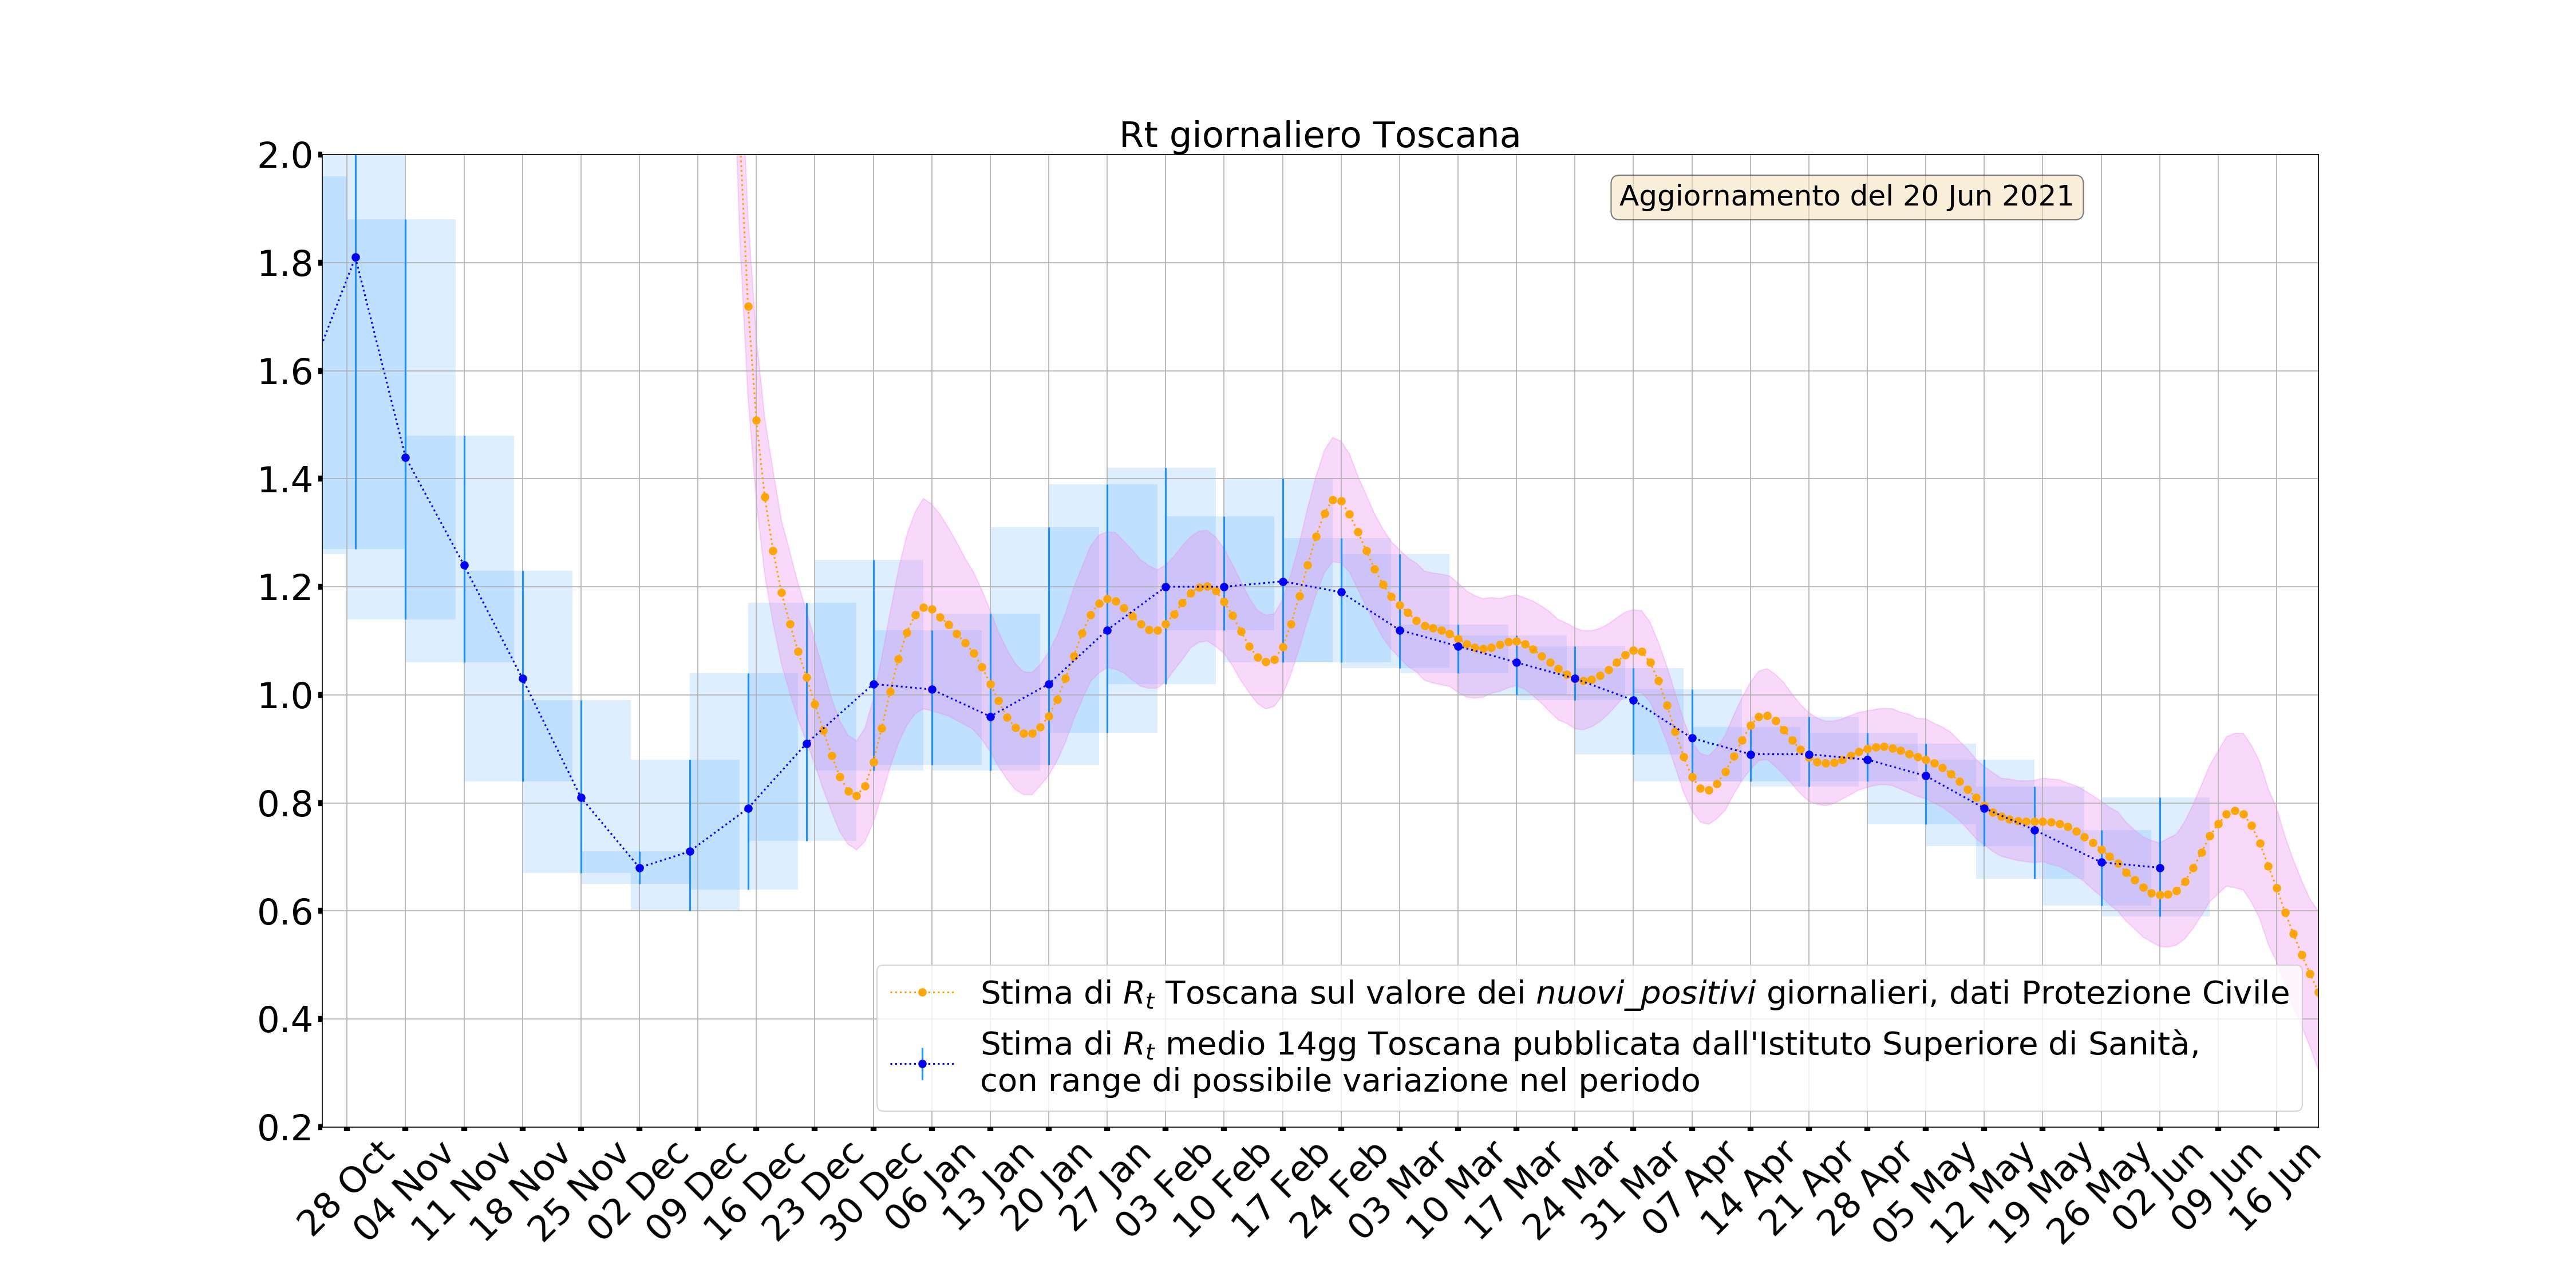 Rt giornaliero Toscana
Aggiornamento del 20 Jun 2021
2.0
1.8
1.6
1.4
1.2
1.0
0.8
0.6
0.4
0.2
Stima di Rt Toscana sul valore dei nuovi_positivi giornalieri, dati Protezione Civile
Stima di Rt medio 14gg Toscana pubblicata dall'Istituto Superiore di Sanità,
con range di possibile variazione nel periodo
28 Oct
04 Nov
11 Nov
18 Nov
25 Nov
02 Dec
09 Dec
16 Dec
23 Dec
30 Dec
06 Jan
13 Jan
20 Jan
27 Jan
03 Feb
10 Feb
17 Feb
24 Feb
03 Mar
10 Mar
17 Mar
24 Mar
31 Mar
07 Apr
14 Apr
21 Apr
28 Apr
05 May
12 May
19 May
26 May
02 Jun
09 Jun
16 Jun